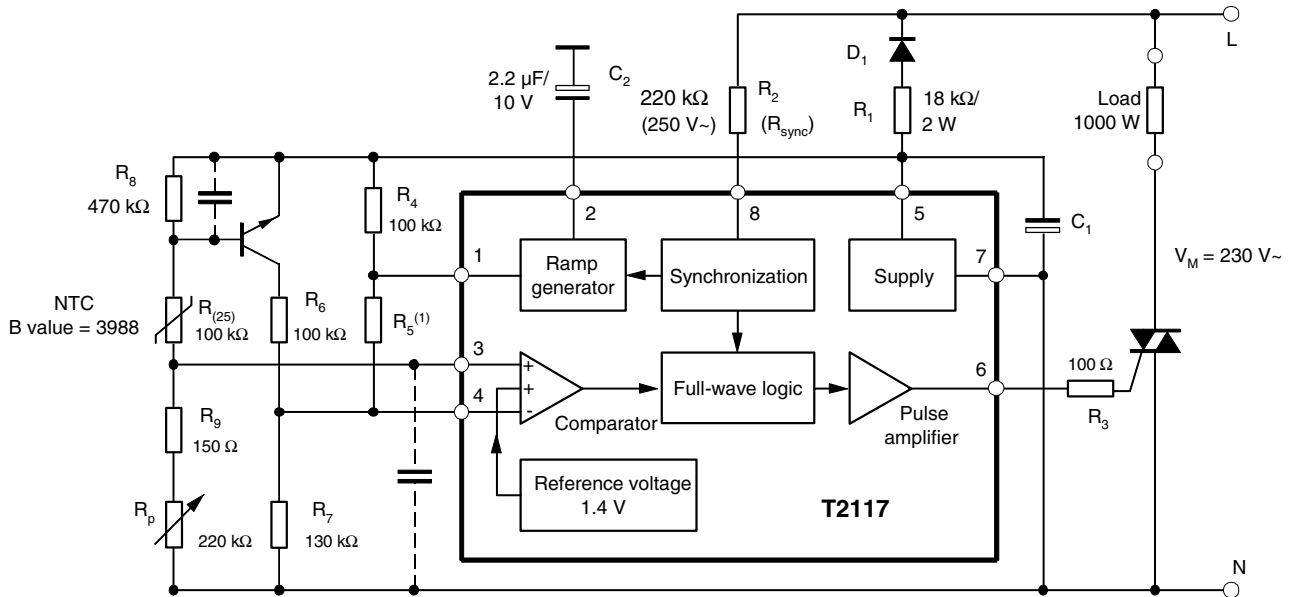 L
D1
C2
2.2 µF/
10 V
220 kΩ
(250 V~)
R2
(Rsync)
R1
18 kΩ/
2 W
Load
1000 W
R8
470 kΩ
R4
100 kΩ
2
8
5
C1
1
Ramp
generator
Synchronization
Supply
7
VM = 230 V~
NTC
B value = 3988
R(25)
100 kΩ
R6
100 kΩ
R5(1)
3
4
+
+
-
Comparator
Full-wave logic
Pulse
amplifier
6
100 Ω
R3
R9
150 Ω
Reference voltage
1.4 V
T2117
Rp
220 kΩ
R7
130 kΩ
N